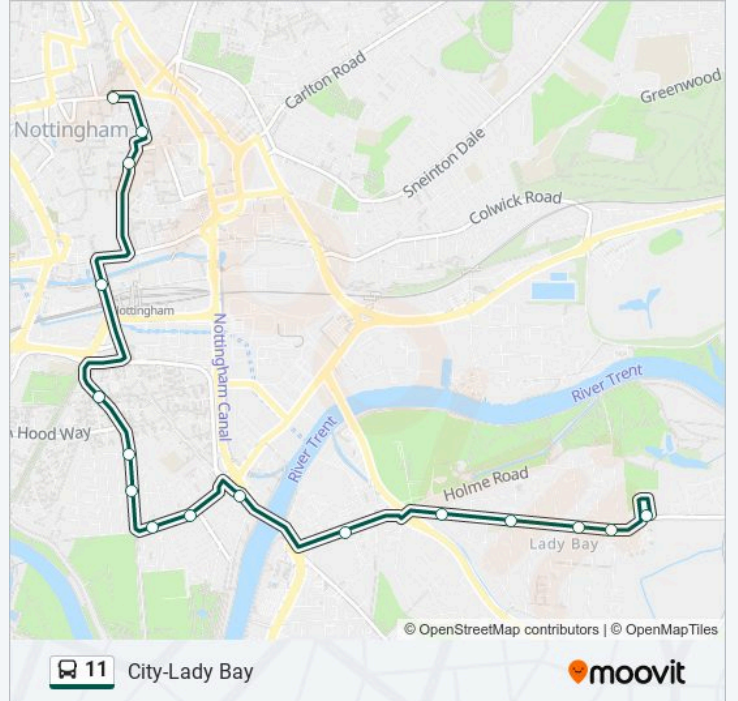 Carlton Road
Greenwood
Nottingham
Sneinton Dale
Colwick Road
Nottingham
Nottingham Canal
River Trent
Hood Way
River Trent
Holme Road
Lady Bay
© OpenStreetMap contributors | © OpenMapTiles
11 City-Lady Bay
moovit